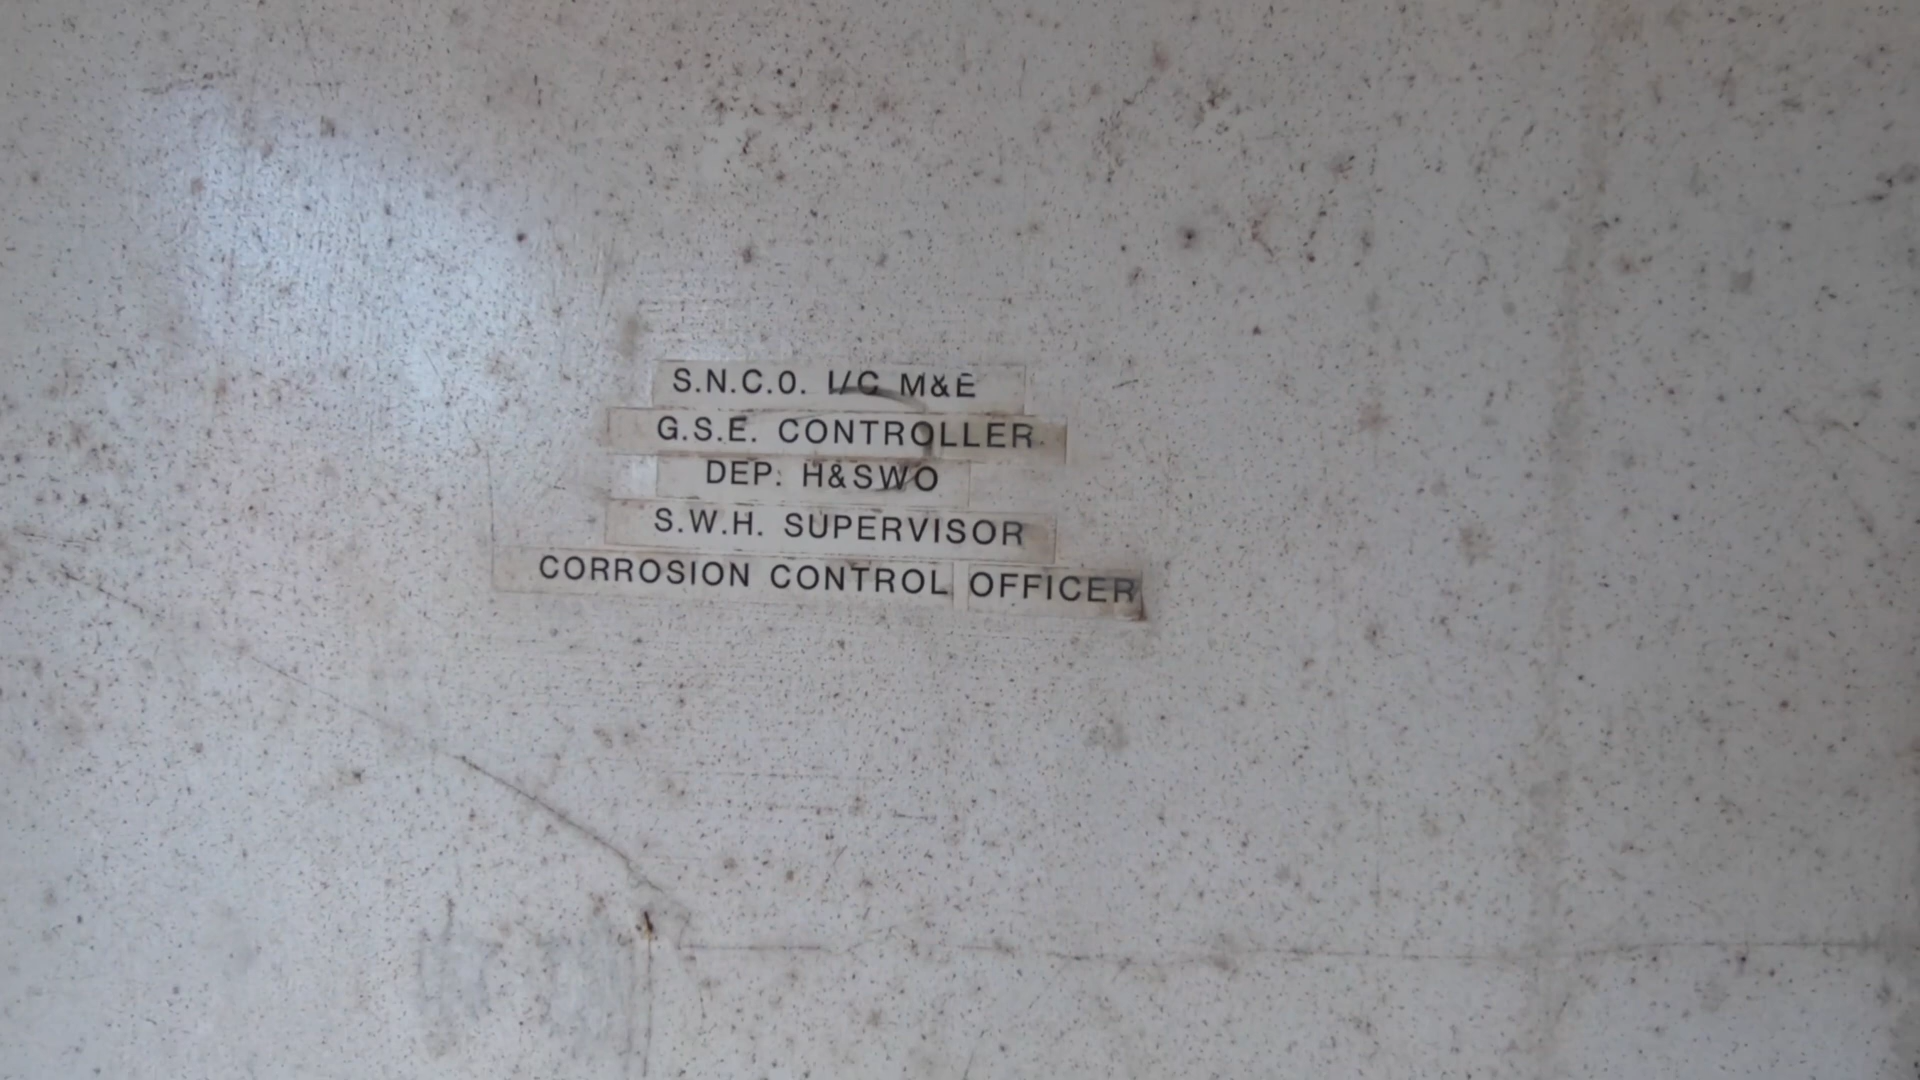 S.N.C.O. I/C M&E
G.S.E. CONTROLLER.
DEP: H&SWO
S.W.H. SUPERVISOR
CORROSION CONTROL OFFICER